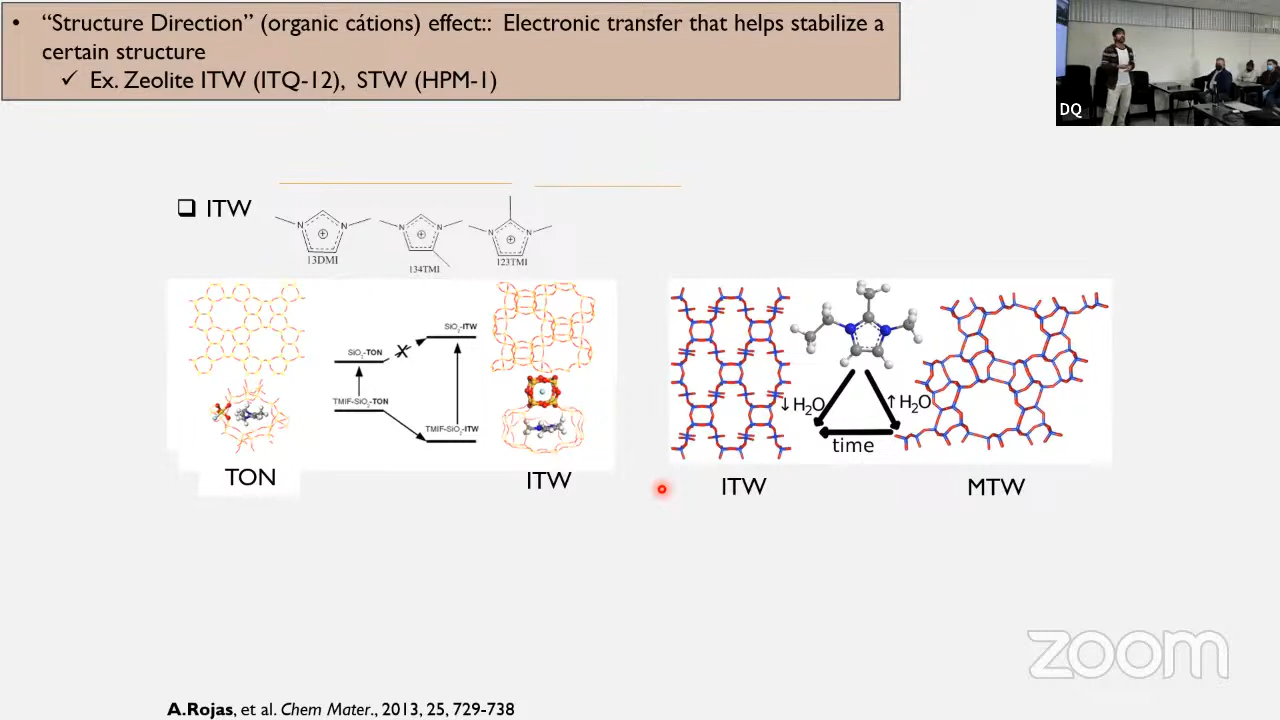 • “Structure Direction” (organic cátions) effect:: Electronic transfer that helps stabilize a
certain structure
✓ Ex. Zeolite ITW (ITQ-12), STW (HPM-1)
DQ
❑ ITW
N N N N N N
13DMI
134TMI
123TMI
SiO2-ITW
SiO2-TON
TMIF-SiO2-TON
TMIF-SiO2-ITW
TON
ITW
↓H2O
↑H2O
time
ITW
MTW
zoom
A.Rojas, et al. Chem Mater., 2013, 25, 729-738